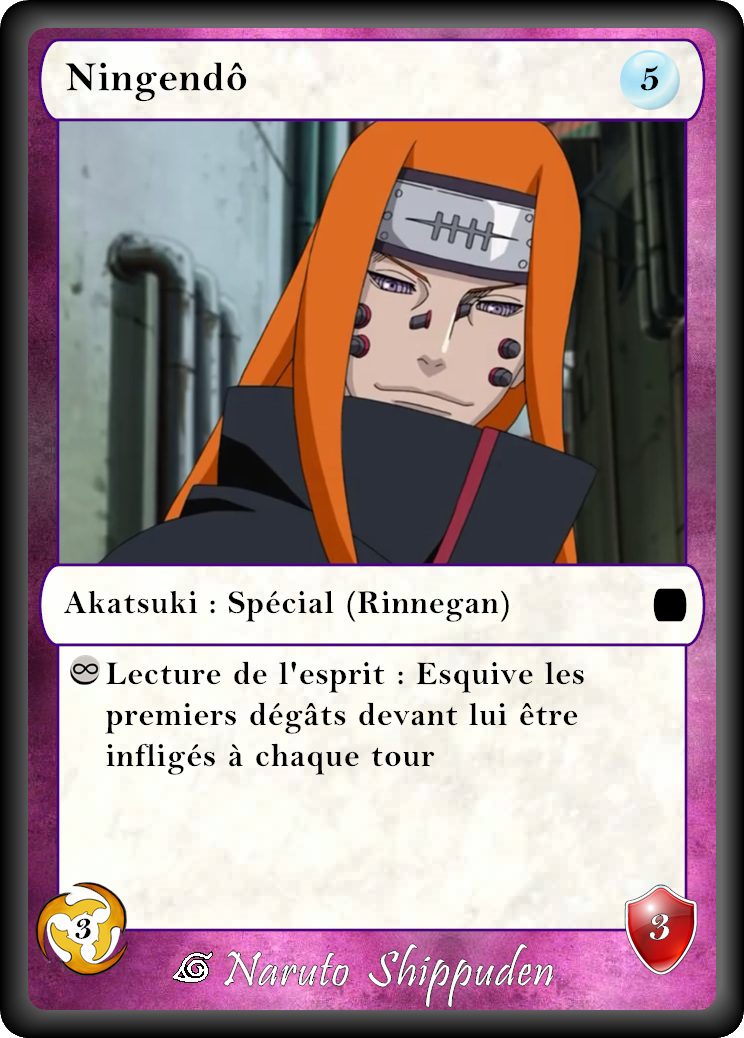 Ningendô
5
Akatsuki : Spécial (Rinnegan)
Lecture de l'esprit : Esquive les
premiers dégâts devant lui être
infligés à chaque tour
3
3
Naruto Shippuden